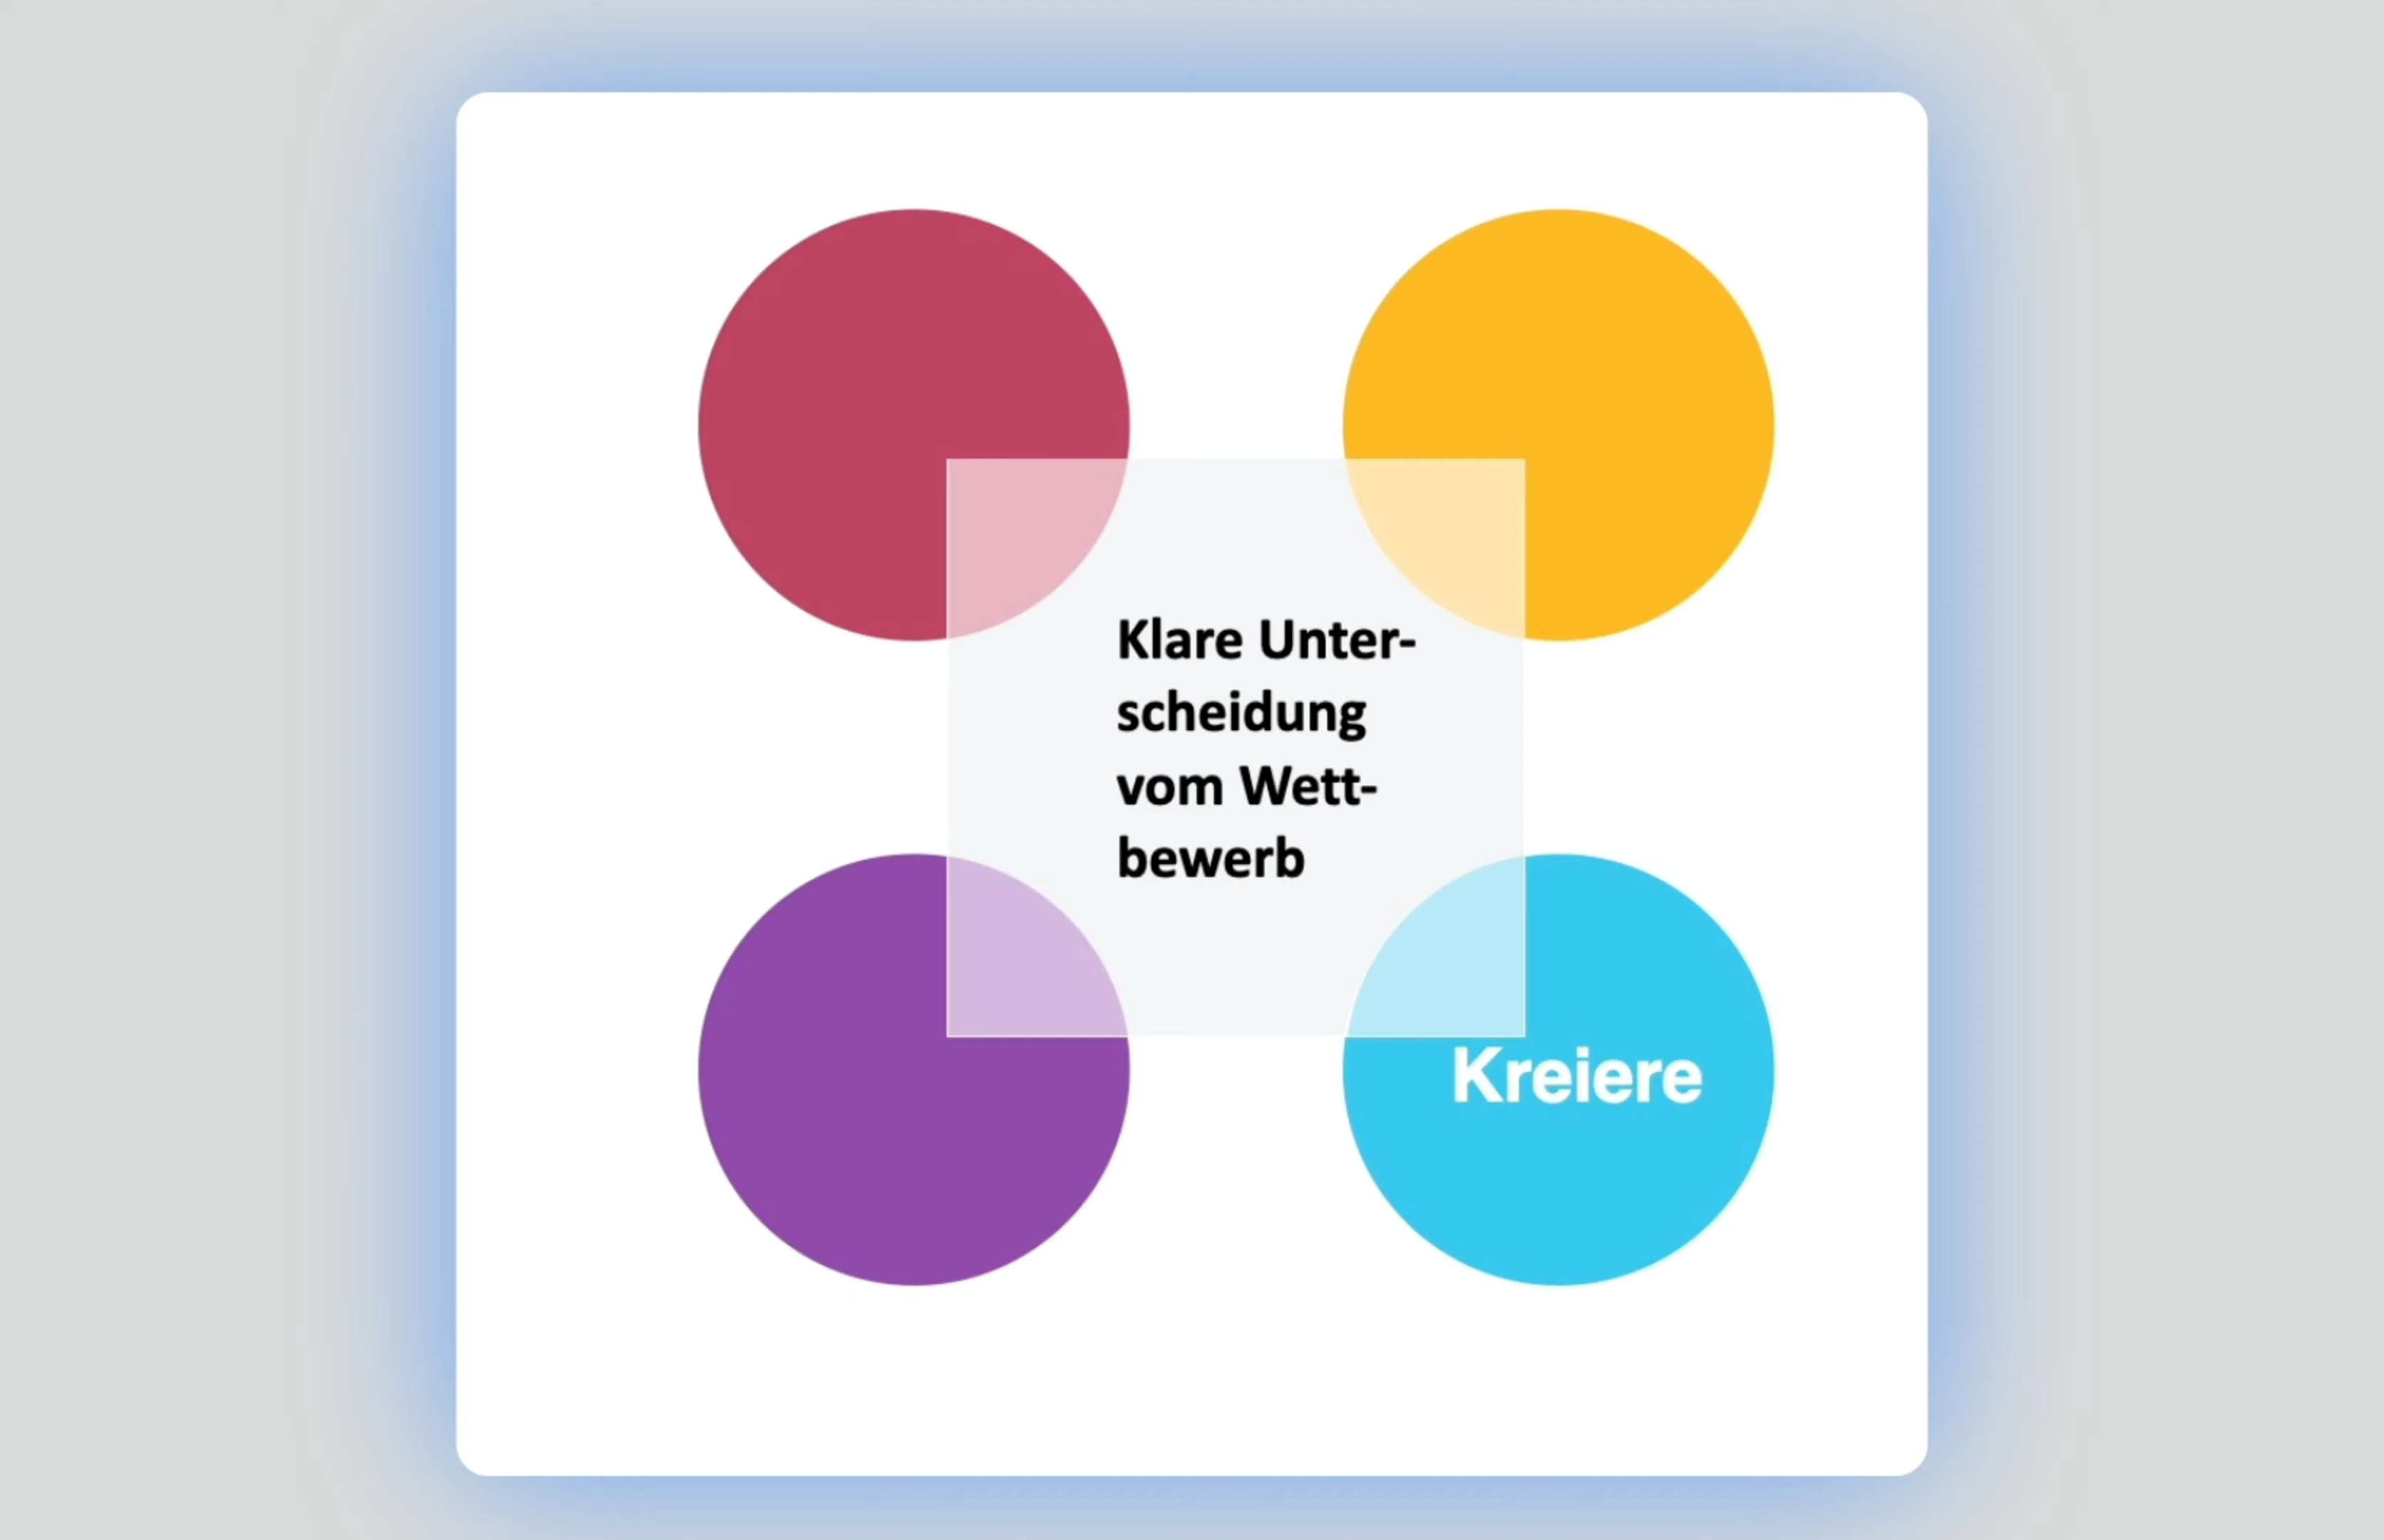 Klare Unter-
scheidung
vom Wett-
bewerb
Kreiere